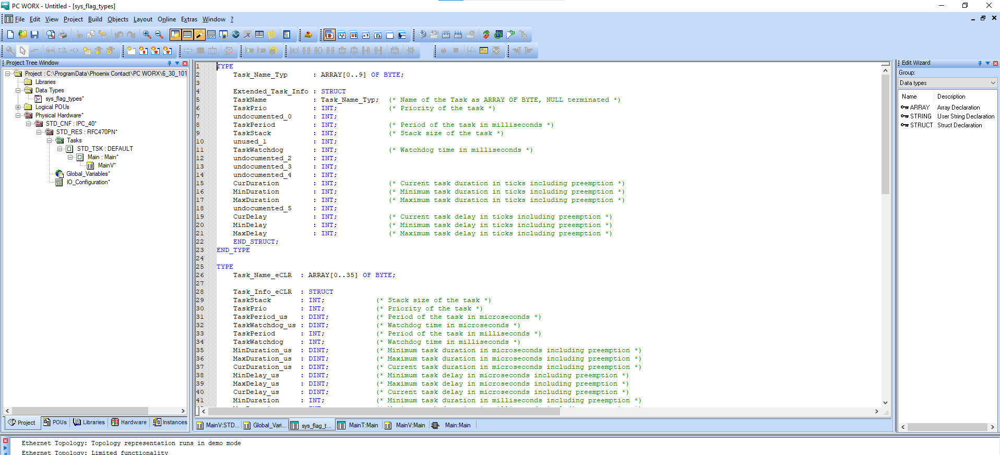 PC WORX - Untitled - [sys_flag_types]
File Edit View Project Build Objects Layout Online Extras Window ?
Project Tree Window
Project : C:\ProgramData\Phoenix Contact\PC WORX\6_30_101
Libraries
Data Types
sys_flag_types*
Logical POUs
Physical Hardware*
STD_CNF : IPC_40*
STD_RES : RFC470PN*
Tasks
STD_TSK : DEFAULT
Main : Main*
MainV*
Global_Variables*
IO_Configuration*
Project POUs Libraries Hardware Instances
1 TYPE
2 Task_Name_Typ : ARRAY[0..9] OF BYTE;
3
4 Extended_Task_Info : STRUCT
5 TaskName : Task_Name_Typ; (* Name of the Task as ARRAY OF BYTE, NULL terminated *)
6 TaskPrio : INT; (* Priority of the task *)
7 undocumented_0 : INT;
8 TaskPeriod : INT; (* Period of the task in milliseconds *)
9 TaskStack : INT; (* Stack size of the task *)
10 unused_1 : INT;
11 TaskWatchdog : INT; (* Watchdog time in milliseconds *)
12 undocumented_2 : INT;
13 undocumented_3 : INT;
14 undocumented_4 : INT;
15 CurDuration : INT; (* Current task duration in ticks including preemption *)
16 MinDuration : INT; (* Minimum task duration in ticks including preemption *)
17 MaxDuration : INT; (* Maximum task duration in ticks including preemption *)
18 undocumented_5 : INT;
19 CurDelay : INT; (* Current task delay in ticks including preemption *)
20 MinDelay : INT; (* Minimum task delay in ticks including preemption *)
21 MaxDelay : INT; (* Maximum task delay in ticks including preemption *)
22 END_STRUCT;
23 END_TYPE
24
25 TYPE
26 Task_Name_eCLR : ARRAY[0..35] OF BYTE;
27
28 Task_Info_eCLR : STRUCT
29 TaskStack : INT; (* Stack size of the task *)
30 TaskPrio : INT; (* Priority of the task *)
31 TaskPeriod_us : DINT; (* Period of the task in microseconds *)
32 TaskWatchdog_us : DINT; (* Watchdog time in microseconds *)
33 TaskPeriod : INT; (* Period of the task in milliseconds *)
34 TaskWatchdog : INT; (* Watchdog time in milliseconds *)
35 MinDuration_us : DINT; (* Minimum task duration in microseconds including preemption *)
36 MaxDuration_us : DINT; (* Maximum task duration in microseconds including preemption *)
37 CurDuration_us : DINT; (* Current task duration in microseconds including preemption *)
38 MinDelay_us : DINT; (* Minimum task delay in microseconds including preemption *)
39 MaxDelay_us : DINT; (* Maximum task delay in microseconds including preemption *)
40 CurDelay_us : DINT; (* Current task delay in microseconds including preemption *)
41 MinDuration : INT; (* Minimum task duration in milliseconds including preemption *)
MainV:STD... Global_Vari... sys_flag_t... MainT:Main MainV:Main Main:Main
Edit Wizard
Group:
Data types
Name Description
ARRAY Array Declaration
STRING User String Declaration
STRUCT Struct Declaration
Ethernet Topology: Topology representation runs in demo mode
Ethernet Topology: Limited functionality